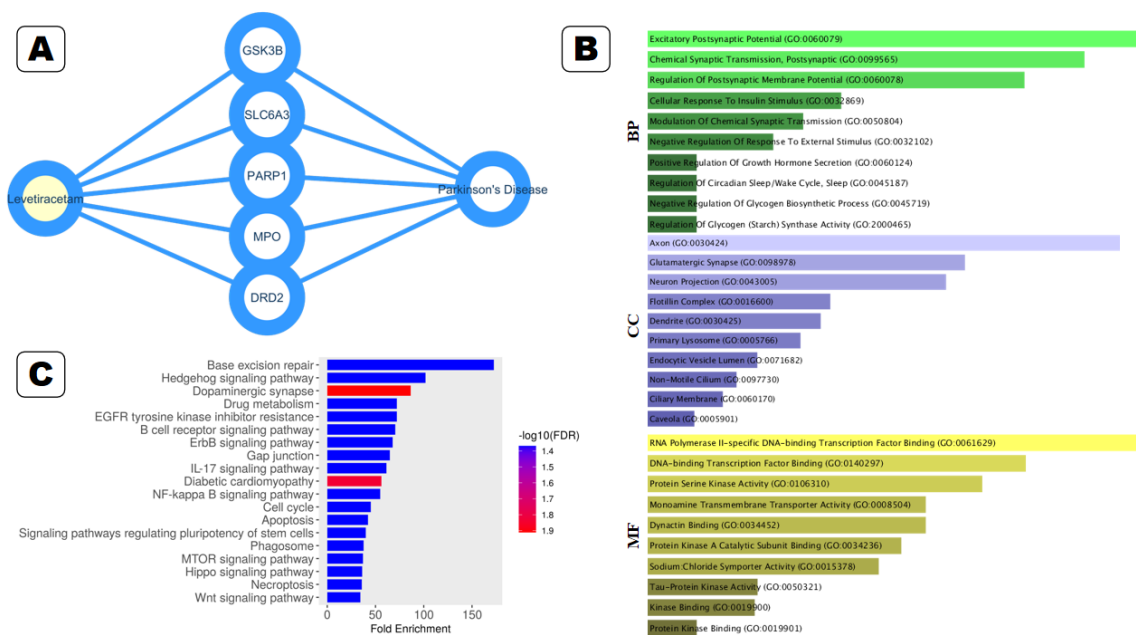 A
GSK3B
SLC6A3
PARP1
MPO
DRD2
Levetiracetam
Parkinson's Disease
B
BP
Excitatory Postsynaptic Potential (GO:0060079)
Chemical Synaptic Transmission, Postsynaptic (GO:0099565)
Regulation Of Postsynaptic Membrane Potential (GO:0060078)
Cellular Response To Insulin Stimulus (GO:0032869)
Modulation Of Chemical Synaptic Transmission (GO:0050804)
Negative Regulation Of Response To External Stimulus (GO:0032102)
Positive Regulation Of Growth Hormone Secretion (GO:0060124)
Regulation Of Circadian Sleep/Wake Cycle, Sleep (GO:0045187)
Negative Regulation Of Glycogen Biosynthetic Process (GO:0045719)
Regulation Of Glycogen (Starch) Synthase Activity (GO:2000465)
CC
Axon (GO:0030424)
Glutamatergic Synapse (GO:0098978)
Neuron Projection (GO:0043005)
Flotillin Complex (GO:0016600)
Dendrite (GO:0030425)
Primary Lysosome (GO:0005766)
Endocytic Vesicle Lumen (GO:0071682)
Non-Motile Cilium (GO:0097730)
Ciliary Membrane (GO:0060170)
Caveola (GO:0005901)
MF
RNA Polymerase II-specific DNA-binding Transcription Factor Binding (GO:0061629)
DNA-binding Transcription Factor Binding (GO:0140297)
Protein Serine Kinase Activity (GO:0106310)
Monoamine Transmembrane Transporter Activity (GO:0008504)
Dynactin Binding (GO:0034452)
Protein Kinase A Catalytic Subunit Binding (GO:0034236)
Sodium:Chloride Symporter Activity (GO:0015378)
Tau-Protein Kinase Activity (GO:0050321)
Kinase Binding (GO:0019900)
Protein Kinase Binding (GO:0019901)
C
Base excision repair
Hedgehog signaling pathway
Dopaminergic synapse
Drug metabolism
EGFR tyrosine kinase inhibitor resistance
B cell receptor signaling pathway
ErbB signaling pathway
Gap junction
IL-17 signaling pathway
Diabetic cardiomyopathy
NF-kappa B signaling pathway
Cell cycle
Apoptosis
Signaling pathways regulating pluripotency of stem cells
Phagosome
MTOR signaling pathway
Hippo signaling pathway
Necroptosis
Wnt signaling pathway
0 50 100 150
Fold Enrichment
-log10(FDR)
1.4
1.5
1.6
1.7
1.8
1.9